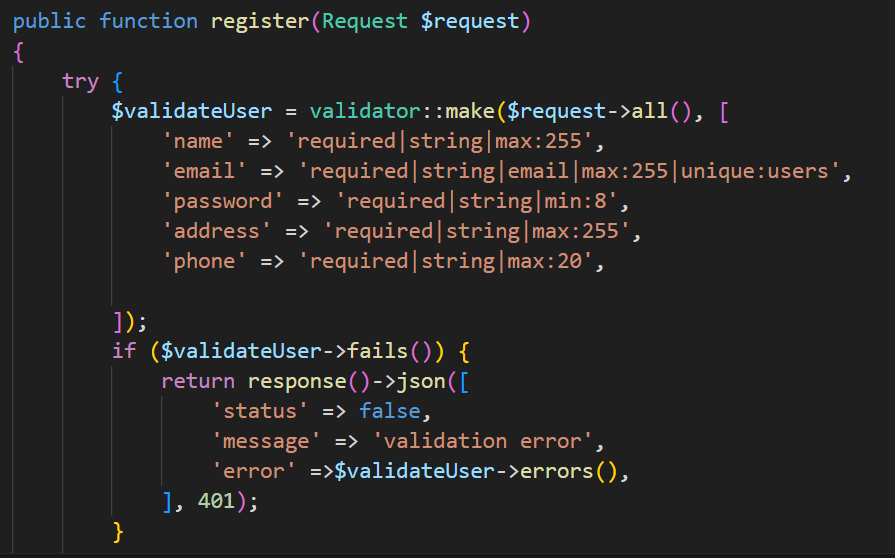 public function register(Request $request)
{
    try {
        $validateUser = validator::make($request->all(), [
            'name' => 'required|string|max:255',
            'email' => 'required|string|email|max:255|unique:users',
            'password' => 'required|string|min:8',
            'address' => 'required|string|max:255',
            'phone' => 'required|string|max:20',

        ]);
        if ($validateUser->fails()) {
            return response()->json([
                'status' => false,
                'message' => 'validation error',
                'error' =>$validateUser->errors(),
            ], 401);
        }